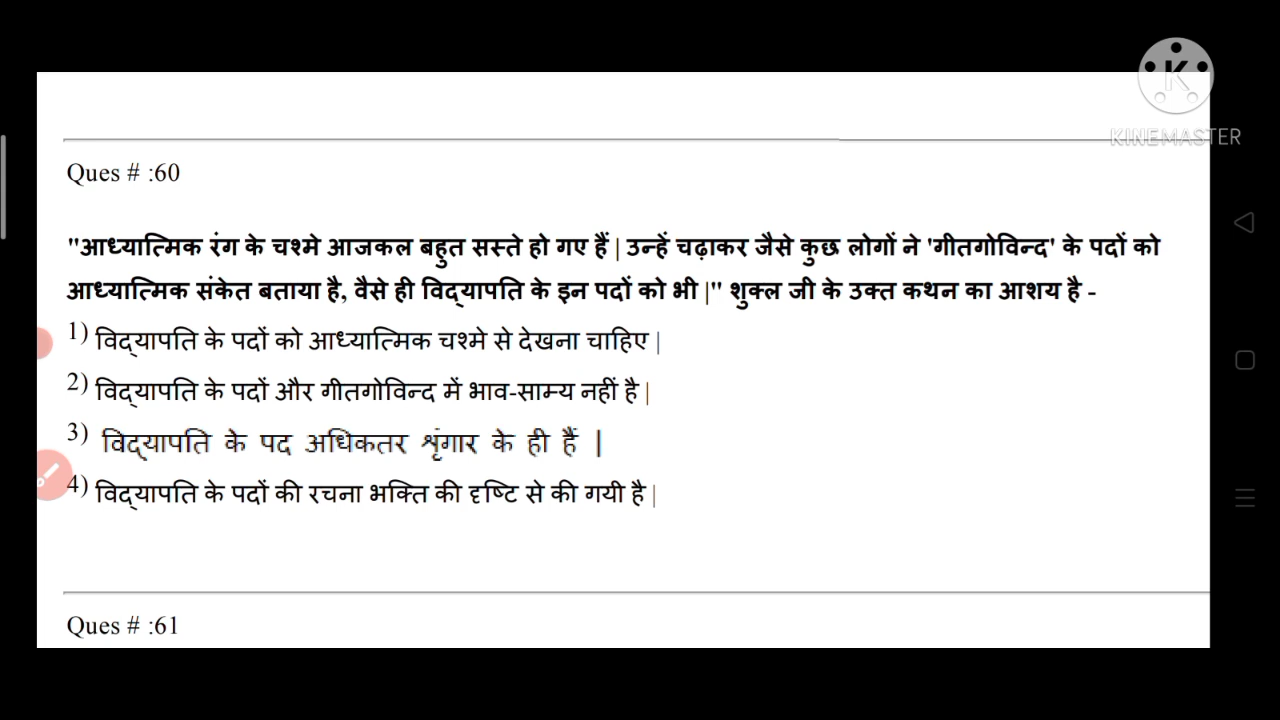 KINEMASTER
Ques # :60
"आध्यात्मिक रंग के चश्मे आजकल बहुत सस्ते हो गए हैं | उन्हें चढ़ाकर जैसे कुछ लोगों ने 'गीतगोविन्द' के पदों को
आध्यात्मिक संकेत बताया है, वैसे ही विद्यापति के इन पदों को भी |" शुक्ल जी के उक्त कथन का आशय है -
1) विद्यापति के पदों को आध्यात्मिक चश्मे से देखना चाहिए |
2) विद्यापति के पदों और गीतगोविन्द में भाव-साम्य नहीं है |
3) विद्यापति के पद अधिकतर श्रृंगार के ही हैं |
4) विद्यापति के पदों की रचना भक्ति की दृष्टि से की गयी है |
Ques # :61